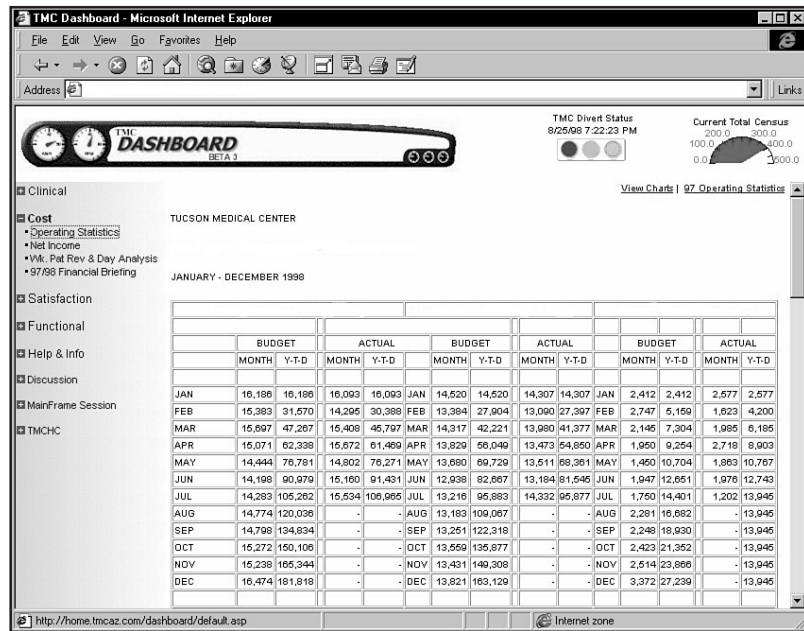 TMC Dashboard - Microsoft Internet Explorer
File Edit View Go Favorites Help
Address
Links
TMC
DASHBOARD
BETA 3
TMC Divert Status
8/25/98 7:22:23 PM
Current Total Census
200.0 300.0
100.0 400.0
0.0 500.0
View Charts | 97 Operating Statistics
Clinical
Cost
Operating Statistics
Net Income
Wk. Pat Rev & Day Analysis
97/98 Financial Briefing
Satisfaction
Functional
Help & Info
Discussion
MainFrame Session
TMCHC
TUCSON MEDICAL CENTER
JANUARY - DECEMBER 1998
BUDGET ACTUAL BUDGET ACTUAL BUDGET ACTUAL
MONTH Y-T-D MONTH Y-T-D MONTH Y-T-D MONTH Y-T-D MONTH Y-T-D MONTH Y-T-D
JAN 16,186 16,186 16,093 16,093 JAN 14,520 14,520 14,307 14,307 JAN 2,412 2,412 2,577 2,577
FEB 15,383 31,570 14,295 30,388 FEB 13,384 27,904 13,090 27,397 FEB 2,747 5,159 1,623 4,200
MAR 15,697 47,267 15,408 45,797 MAR 14,317 42,221 13,980 41,377 MAR 2,145 7,304 1,985 6,185
APR 15,071 62,338 15,672 61,469 APR 13,829 56,049 13,473 54,850 APR 1,950 9,254 2,718 8,903
MAY 14,444 76,781 14,802 76,271 MAY 13,680 69,729 13,511 68,361 MAY 1,450 10,704 1,863 10,767
JUN 14,198 90,979 15,160 91,431 JUN 12,938 82,667 13,184 81,545 JUN 1,947 12,651 1,976 12,743
JUL 14,283 105,262 15,534 106,965 JUL 13,216 95,883 14,332 95,877 JUL 1,750 14,401 1,202 13,945
AUG 14,774 120,036 - - AUG 13,183 109,067 - - AUG 2,281 16,682 - 13,945
SEP 14,798 134,834 - - SEP 13,251 122,318 - - SEP 2,248 18,930 - 13,945
OCT 15,272 150,106 - - OCT 13,559 135,877 - - OCT 2,423 21,352 - 13,945
NOV 15,238 165,344 - - NOV 13,431 149,308 - - NOV 2,514 23,866 - 13,945
DEC 16,474 181,818 - - DEC 13,821 163,129 - - DEC 3,372 27,239 - 13,945
http://home.tmcaz.com/dashboard/default.asp
Internet zone